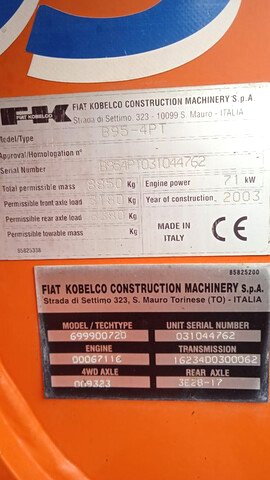 FK FIAT KOBELCO CONSTRUCTION MACHINERY S.p.A.
FIAT KOBELCO Strada di Settimo, 323 - 10099 S. Mauro - ITALIA
Model/Type B95-4PT
Approval/Homologation n°
Serial Number 031044762
Total permissible mass 8850 Kg Engine power 71 kW
Permissible front axle load Kg Year of construction 2003
Permissible rear axle load Kg
Permissible towable mass Kg MADE IN ITALY CE
85825338
85825200
FIAT KOBELCO CONSTRUCTION MACHINERY S.p.A.
Strada di Settimo 323, S. Mauro Torinese (TO) - ITALIA
MODEL / TECHTYPE UNIT SERIAL NUMBER
699900720 031044762
ENGINE TRANSMISSION
00067116 1623400300062
4WD AXLE REAR AXLE
009323 3E28-17